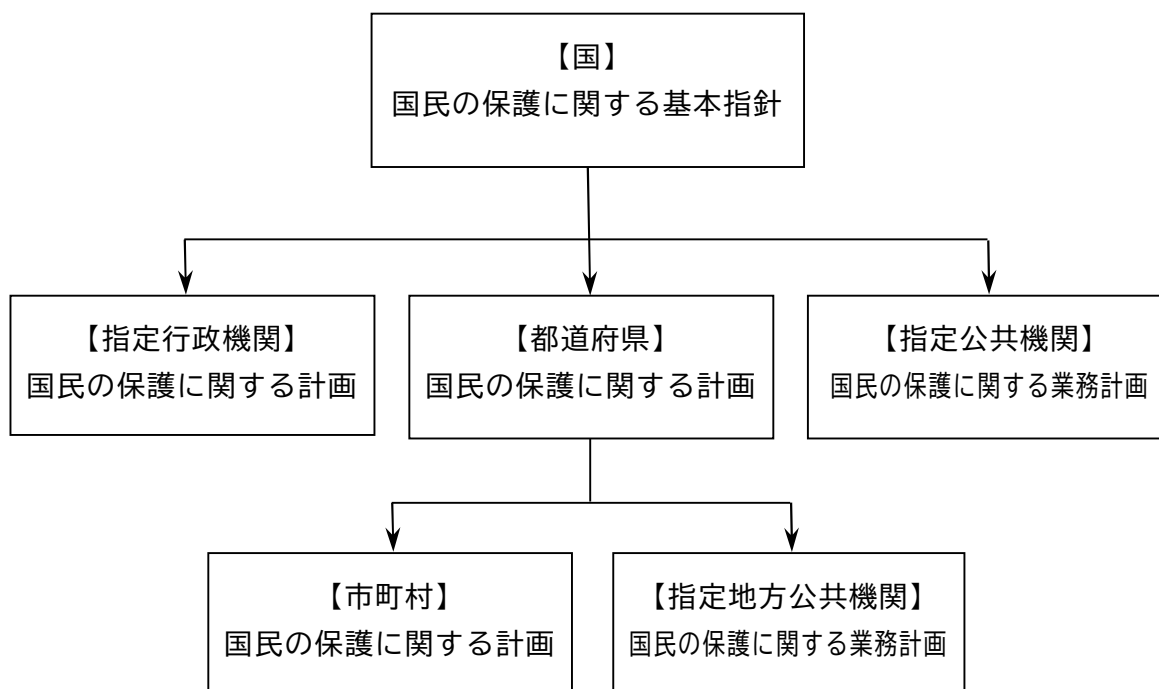 【国】
国民の保護に関する基本指針
【指定行政機関】
国民の保護に関する計画
【都道府県】
国民の保護に関する計画
【指定公共機関】
国民の保護に関する業務計画
【市町村】
国民の保護に関する計画
【指定地方公共機関】
国民の保護に関する業務計画